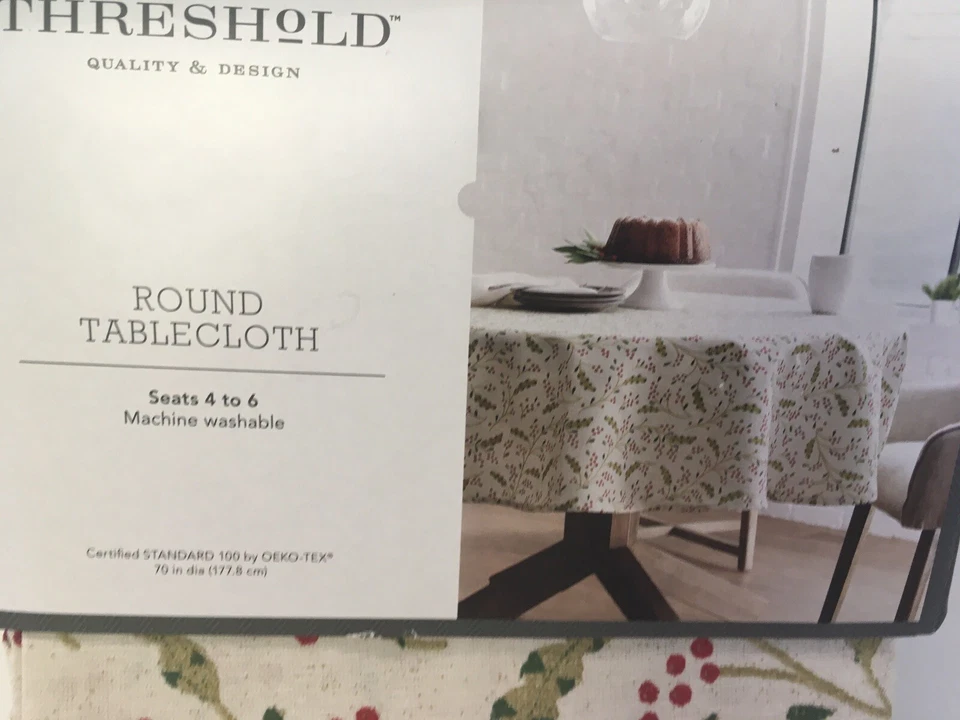 THRESHOLD™
QUALITY & DESIGN
ROUND
TABLECLOTH
Seats 4 to 6
Machine washable
Certified STANDARD 100 by OEKO-TEX®
70 in dia (177.8 cm)